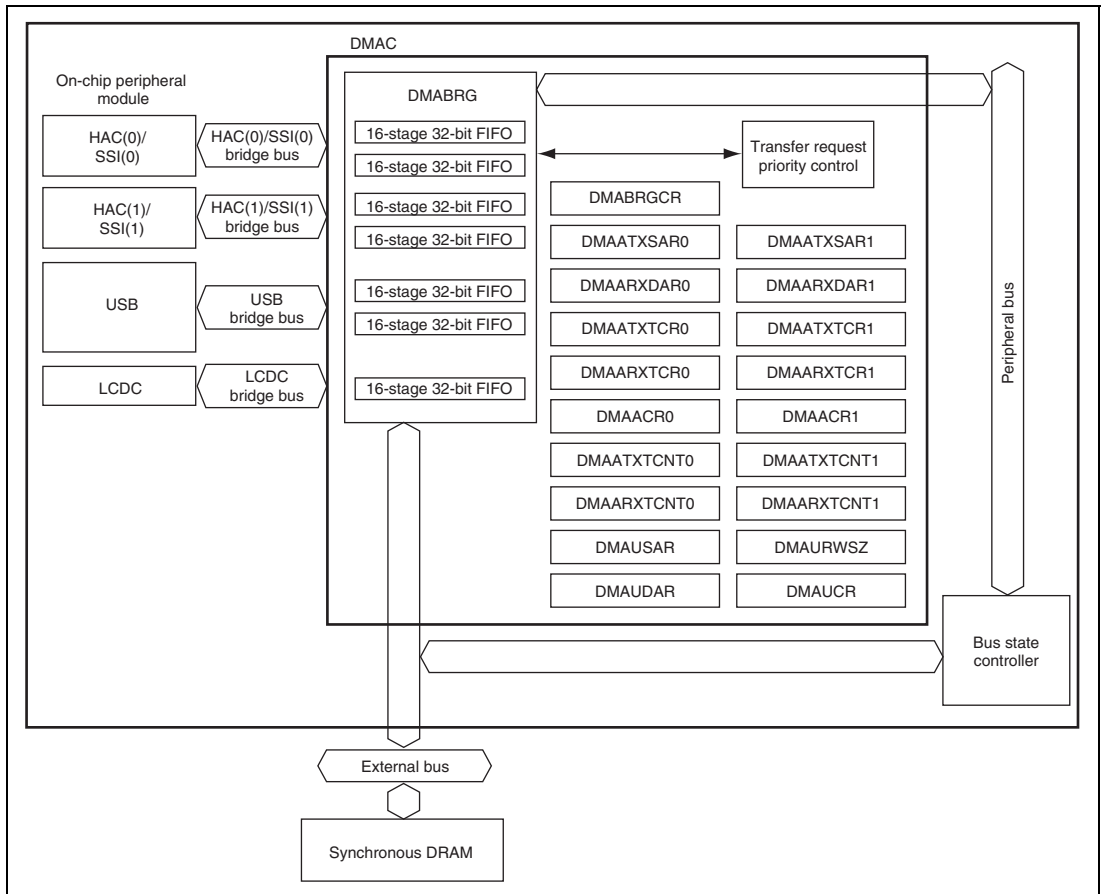 DMAC
On-chip peripheral
module
HAC(0)/
SSI(0)
HAC(0)/SSI(0)
bridge bus
HAC(1)/
SSI(1)
HAC(1)/SSI(1)
bridge bus
USB
USB
bridge bus
LCDC
LCDC
bridge bus
DMABRG
16-stage 32-bit FIFO
16-stage 32-bit FIFO
16-stage 32-bit FIFO
16-stage 32-bit FIFO
16-stage 32-bit FIFO
16-stage 32-bit FIFO
16-stage 32-bit FIFO
Transfer request
priority control
DMABRGCR
DMAATXSAR0
DMAATXSAR1
DMAARXDAR0
DMAARXDAR1
DMAATXTCR0
DMAATXTCR1
DMAARXTCR0
DMAARXTCR1
DMAACR0
DMAACR1
DMAATXTCNT0
DMAATXTCNT1
DMAARXTCNT0
DMAARXTCNT1
DMAUSAR
DMAURWSZ
DMAUDAR
DMAUCR
Peripheral bus
Bus state
controller
External bus
Synchronous DRAM